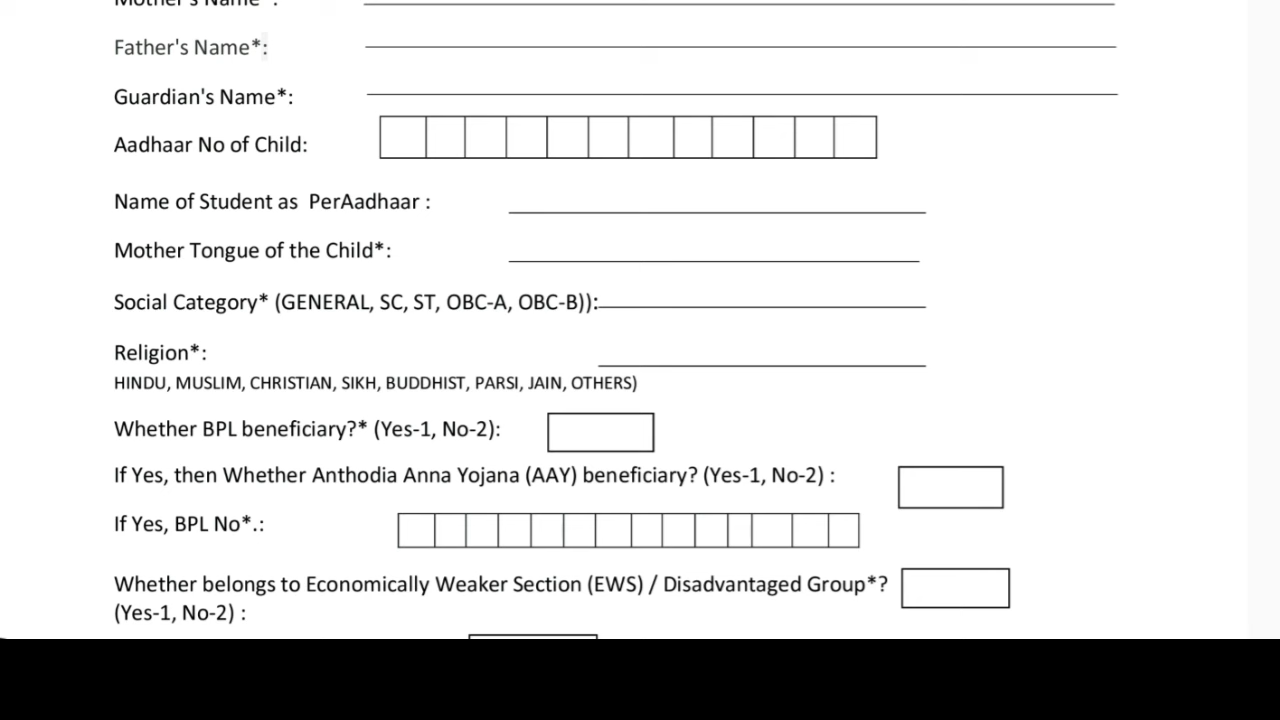 Mother's Name*:
Father's Name*:
Guardian's Name*:
Aadhaar No of Child:
Name of Student as PerAadhaar :
Mother Tongue of the Child*:
Social Category* (GENERAL, SC, ST, OBC-A, OBC-B)):
Religion*:
HINDU, MUSLIM, CHRISTIAN, SIKH, BUDDHIST, PARSI, JAIN, OTHERS)
Whether BPL beneficiary?* (Yes-1, No-2):
If Yes, then Whether Anthodia Anna Yojana (AAY) beneficiary? (Yes-1, No-2) :
If Yes, BPL No*.:
Whether belongs to Economically Weaker Section (EWS) / Disadvantaged Group*?
(Yes-1, No-2) :